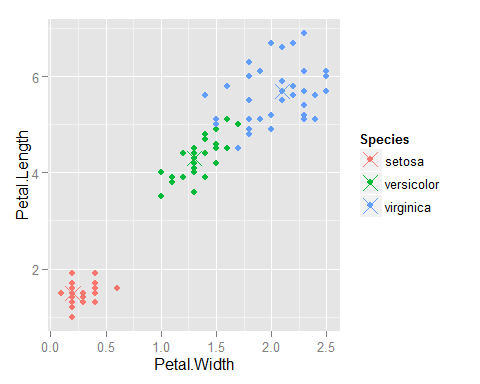 6
4
2
0.0 0.5 1.0 1.5 2.0 2.5
Petal.Width
Petal.Length
Species
setosa
versicolor
virginica